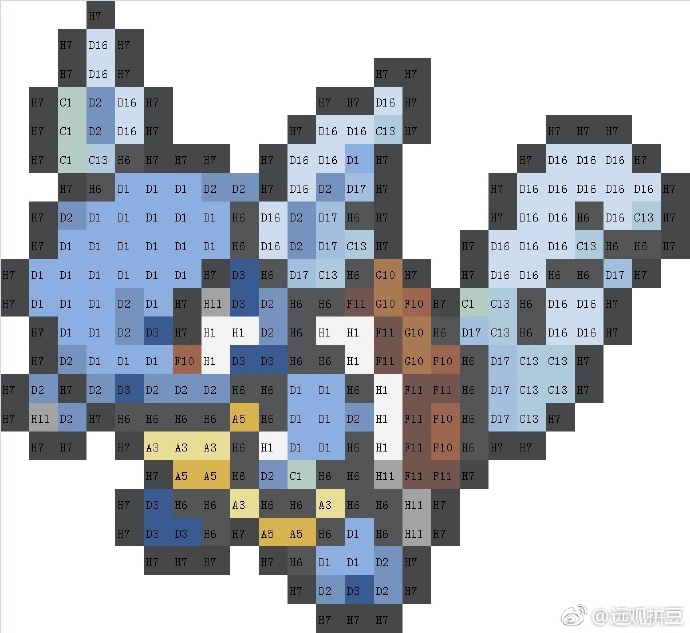 H7
H7 D16 H7
H7 D16 H7 H7 H7
H7 C1 D2 D16 H7 H7 H7 D16 H7
H7 C1 D2 D16 H7 H7 D16 D16 C13 H7 H7 H7 H7
H7 C1 C13 H6 H7 H7 H7 H7 D16 D16 D1 H7 H7 D16 D16 D16 H7
H7 H6 D1 D1 D1 D2 D2 H7 D16 D2 D17 H7 H7 D16 D16 D16 D16 D16 H7
H7 D2 D1 D1 D1 D1 D1 H6 D16 D2 D17 H6 H7 H7 D16 D16 H6 D16 C13 H7
H7 D1 D1 D1 D1 D1 D1 H6 D16 D2 D17 C13 H7 H7 D16 D16 D16 C13 H6 H6 H7
H7 D1 D1 D1 D1 D1 D1 H7 D3 H6 D17 C13 H6 G10 H7 H7 D16 D16 D16 H6 H6 D17 H7
H7 D1 D1 D1 D2 D1 H7 H11 D3 D2 H6 H6 F11 G10 F10 H7 C1 C13 H6 D16 D16 H7
H7 D1 D1 D2 D3 H7 H1 H1 D2 H6 H1 H1 F11 G10 H6 D17 C13 H6 D16 D16 H7
H7 D2 D1 D1 D1 F10 H1 D3 D3 H6 H6 H1 F11 G10 F10 H6 D17 C13 C13 H7
H7 D2 H7 D2 D3 D2 D2 D2 H6 H6 D1 D1 H6 H1 F11 F11 H6 D17 C13 C13 H7
H7 H11 D2 H7 H6 H6 H6 H6 A5 H6 D1 D1 D2 H1 F11 F10 H6 D17 C13 H7
H7 H7 H7 A3 A3 A3 H6 H1 D1 D1 H6 H1 F11 F10 H6 H7 H7
H7 A5 A5 H6 D2 C1 H6 H6 H11 F11 F11 H7
H7 D3 H6 H6 A3 H6 H6 A3 H6 H6 H11 H7
H7 D3 D3 H6 H7 A5 A5 H6 D1 H6 H11 H7
H7 H7 H7 H7 H6 D1 D1 D2 H7
H7 D2 D3 D2 H7
H7 H7 H7
@远观拼豆